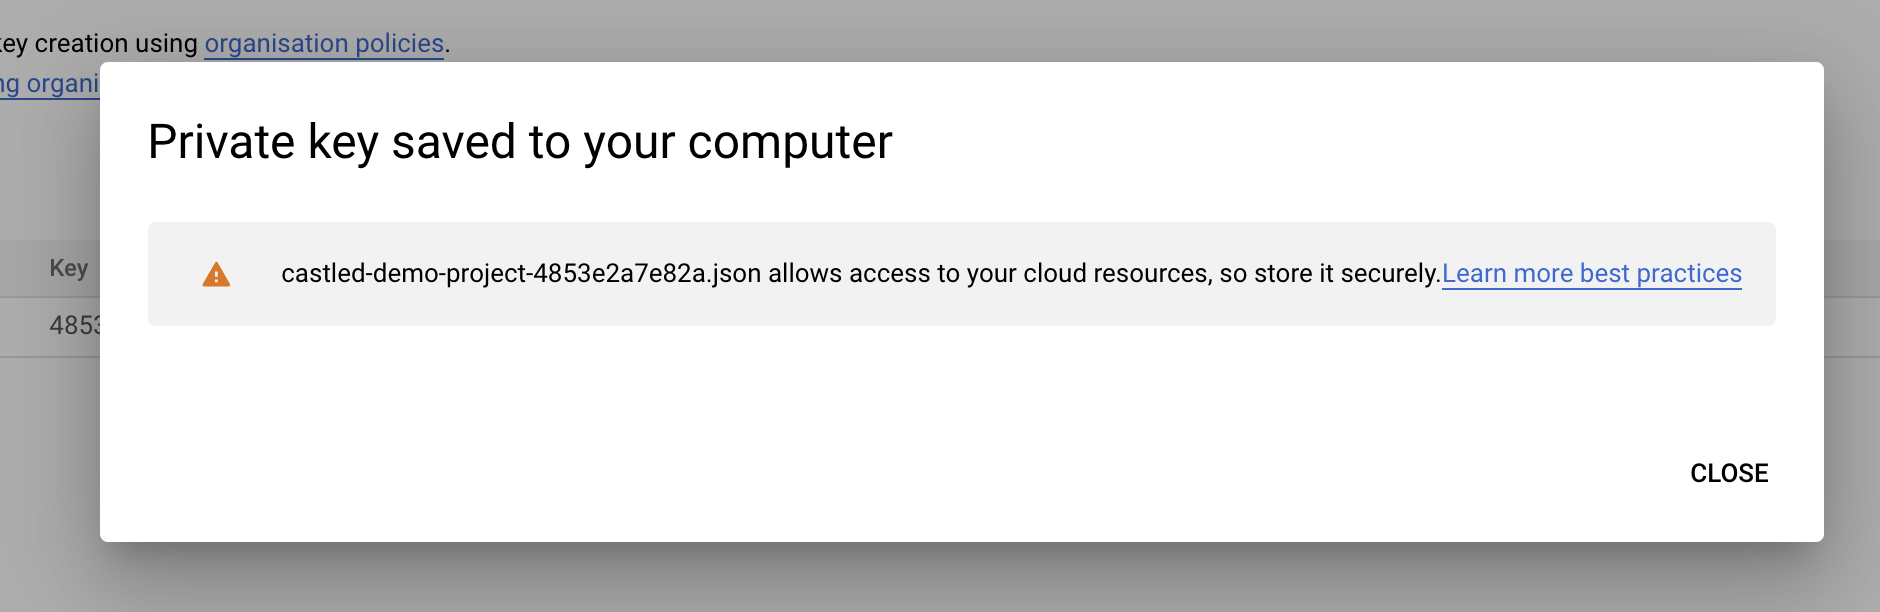 key creation using organisation policies.
ng organi
Private key saved to your computer
castled-demo-project-4853e2a7e82a.json allows access to your cloud resources, so store it securely.Learn more best practices
Key
4853
CLOSE